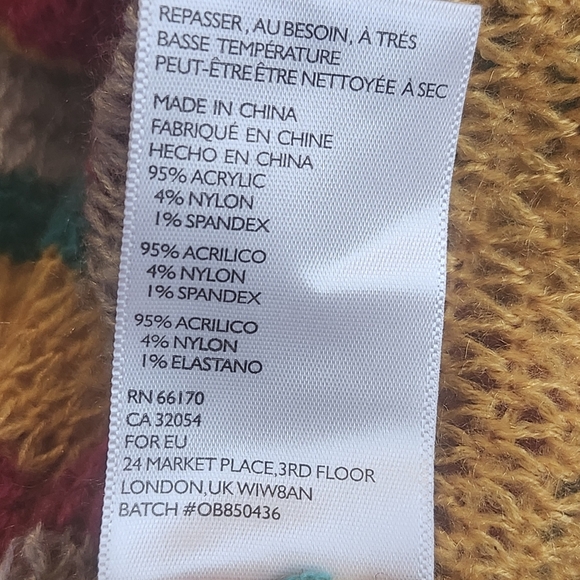 REPASSER, AU BESOIN, À TRÉS
BASSE TEMPÉRATURE
PEUT-ÊTRE ÊTRE NETTOYÉE À SEC
MADE IN CHINA
FABRIQUÉ EN CHINE
HECHO EN CHINA
95% ACRYLIC
4% NYLON
1% SPANDEX
95% ACRILICO
4% NYLON
1% SPANDEX
95% ACRILICO
4% NYLON
1% ELASTANO
RN 66170
CA 32054
FOR EU
24 MARKET PLACE,3RD FLOOR
LONDON,UK WIW8AN
BATCH #OB850436